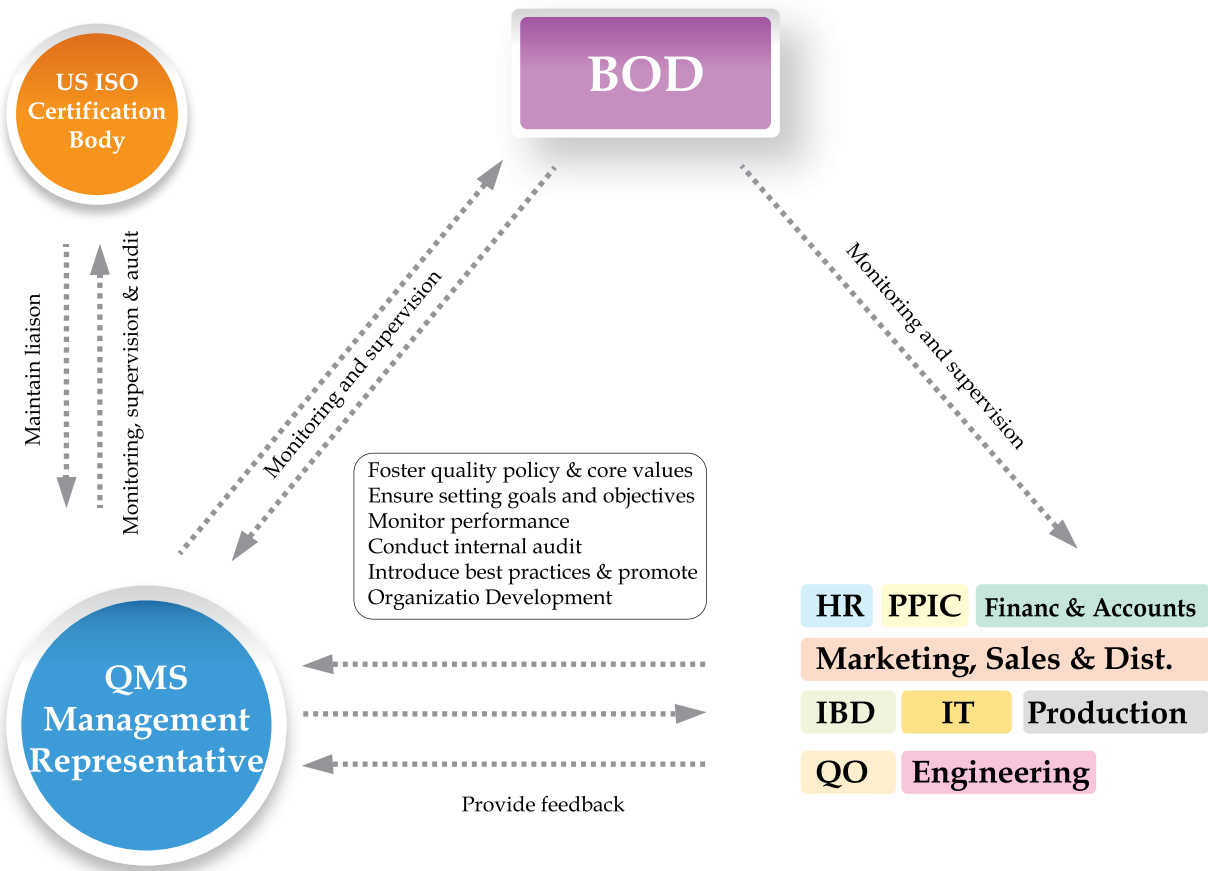 US ISO
Certification
Body
BOD
Maintain liaison
Monitoring, supervision & audit
Monitoring and supervision
Monitoring and supervision
Foster quality policy & core values
Ensure setting goals and objectives
Monitor performance
Conduct internal audit
Introduce best practices & promote
Organizatio Development
QMS
Management
Representative
HR PPIC Financ & Accounts
Marketing, Sales & Dist.
IBD IT Production
QO Engineering
Provide feedback